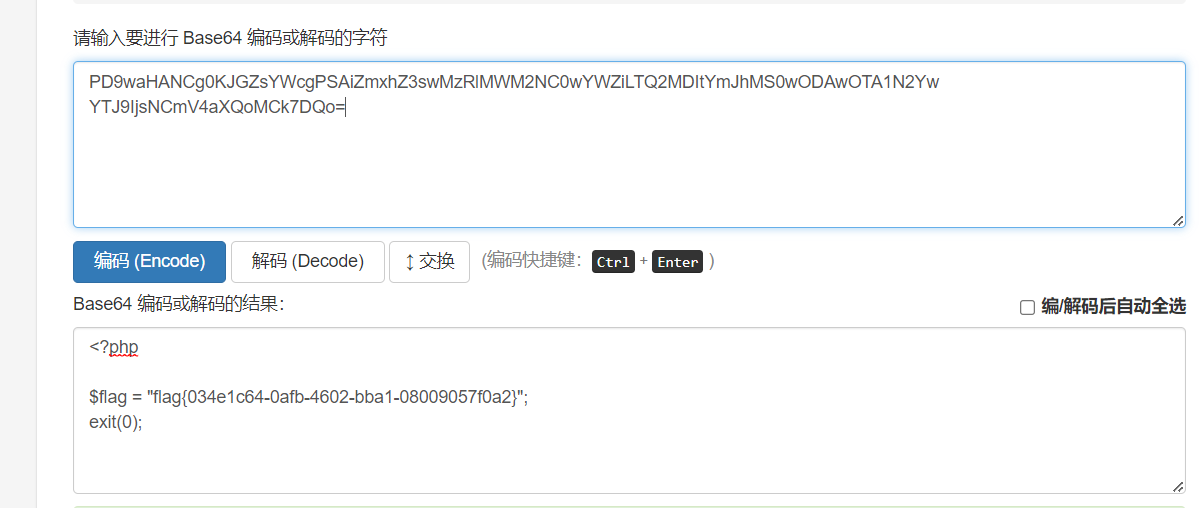 请输入要进行 Base64 编码或解码的字符
PD9waHANCg0KJGZsYWcgPSAiZmxhZ3swMzRlMWM2NC0wYWZiLTQ2MDItYmJhMS0wODAwOTA1N2Yw
YTJ9IjsNCmV4aXQoMCk7DQo=
编码 (Encode) 解码 (Decode) ↕ 交换 (编码快捷键： Ctrl + Enter )
Base64 编码或解码的结果： 编/解码后自动全选
<?php
$flag = "flag{034e1c64-0afb-4602-bba1-08009057f0a2}";
exit(0);